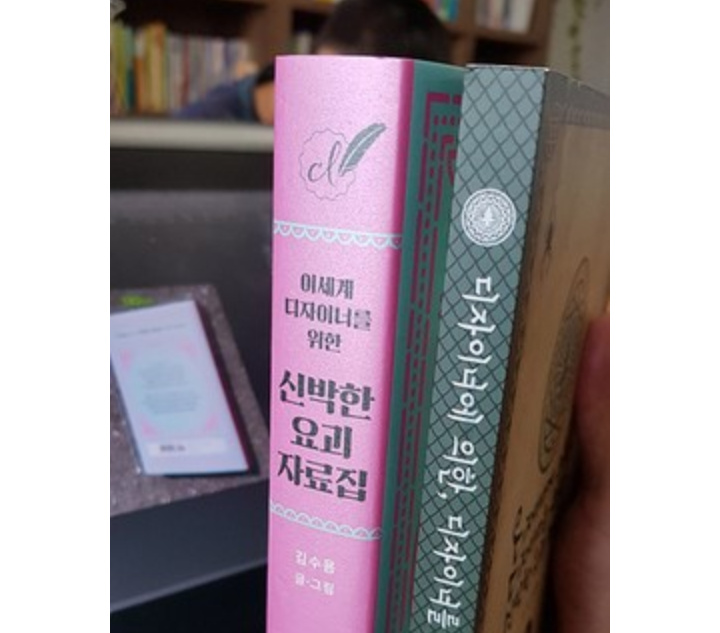 cl
이세계
디자이너를
위한
신박한
요괴
자료집
김수용
글·그림
디자이너에 의한, 디자이너를